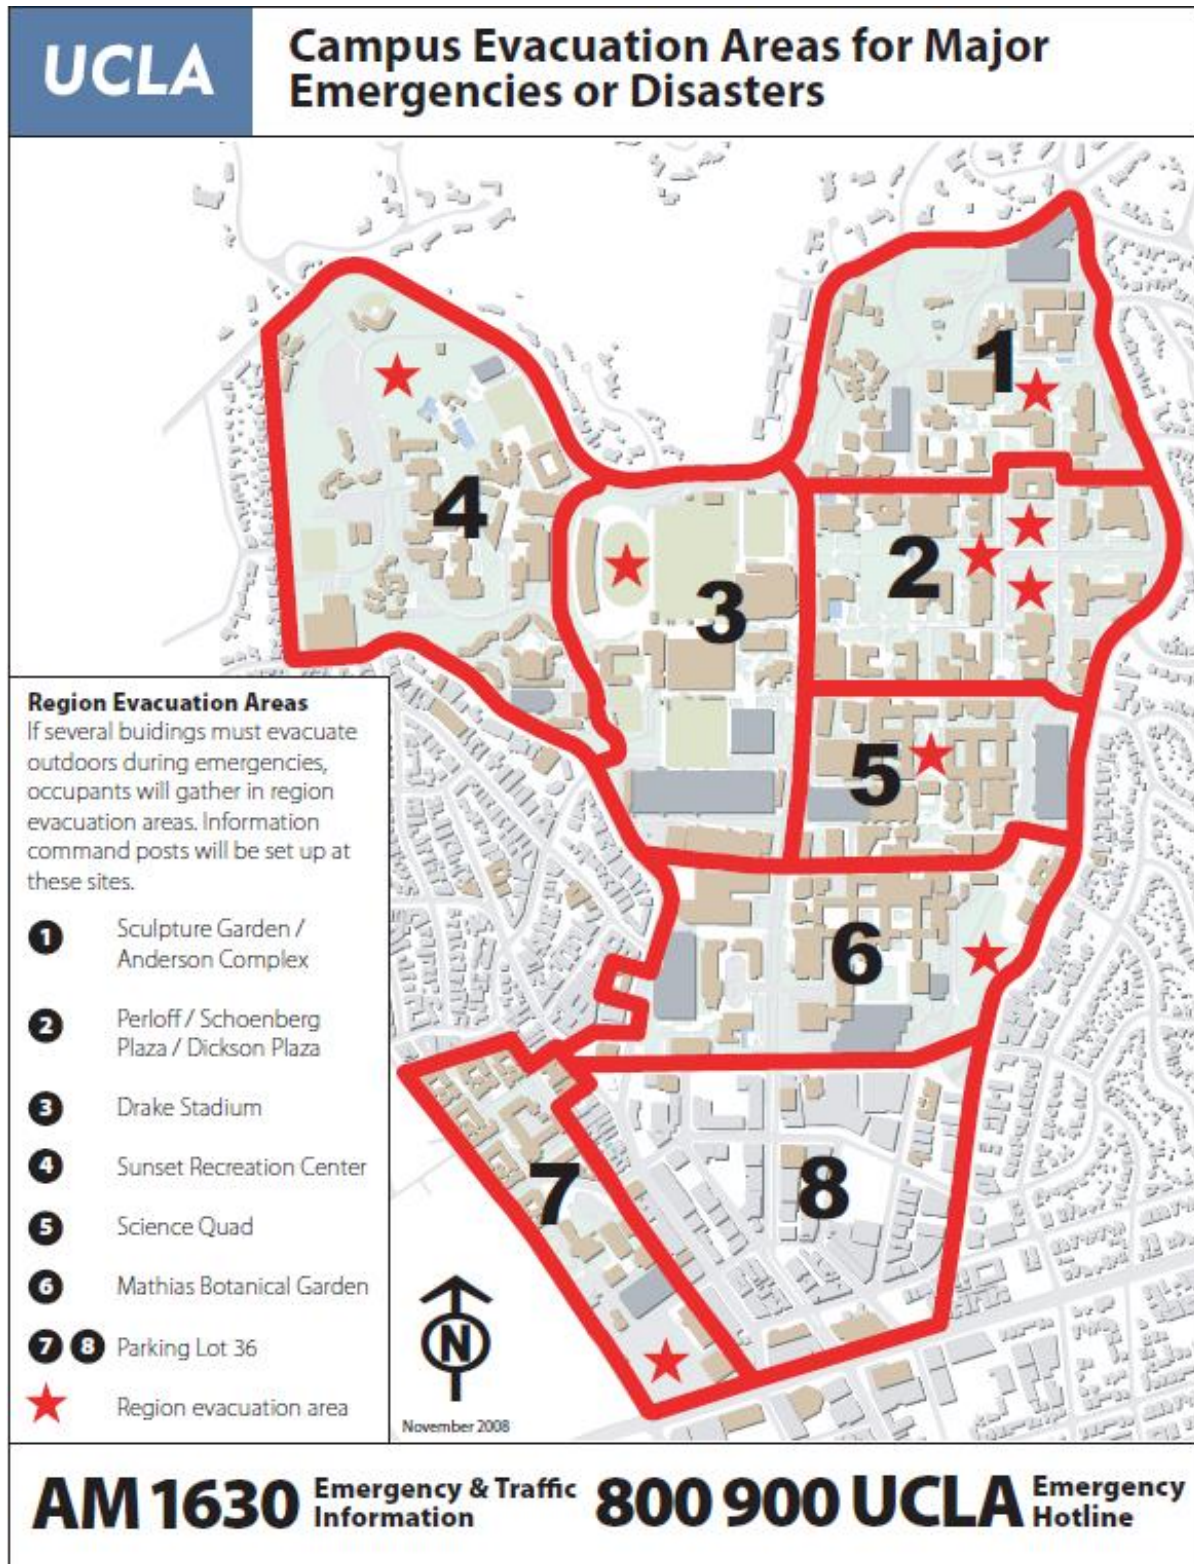 UCLA
Campus Evacuation Areas for Major
Emergencies or Disasters
1
2
3
4
5
6
7
8
Region Evacuation Areas
If several buidings must evacuate
outdoors during emergencies,
occupants will gather in region
evacuation areas. Information
command posts will be set up at
these sites.
1 Sculpture Garden /
Anderson Complex
2 Perloff / Schoenberg
Plaza / Dickson Plaza
3 Drake Stadium
4 Sunset Recreation Center
5 Science Quad
6 Mathias Botanical Garden
7 8 Parking Lot 36
Region evacuation area
N
November 2008
AM 1630 Emergency & Traffic
Information
800 900 UCLA Emergency
Hotline